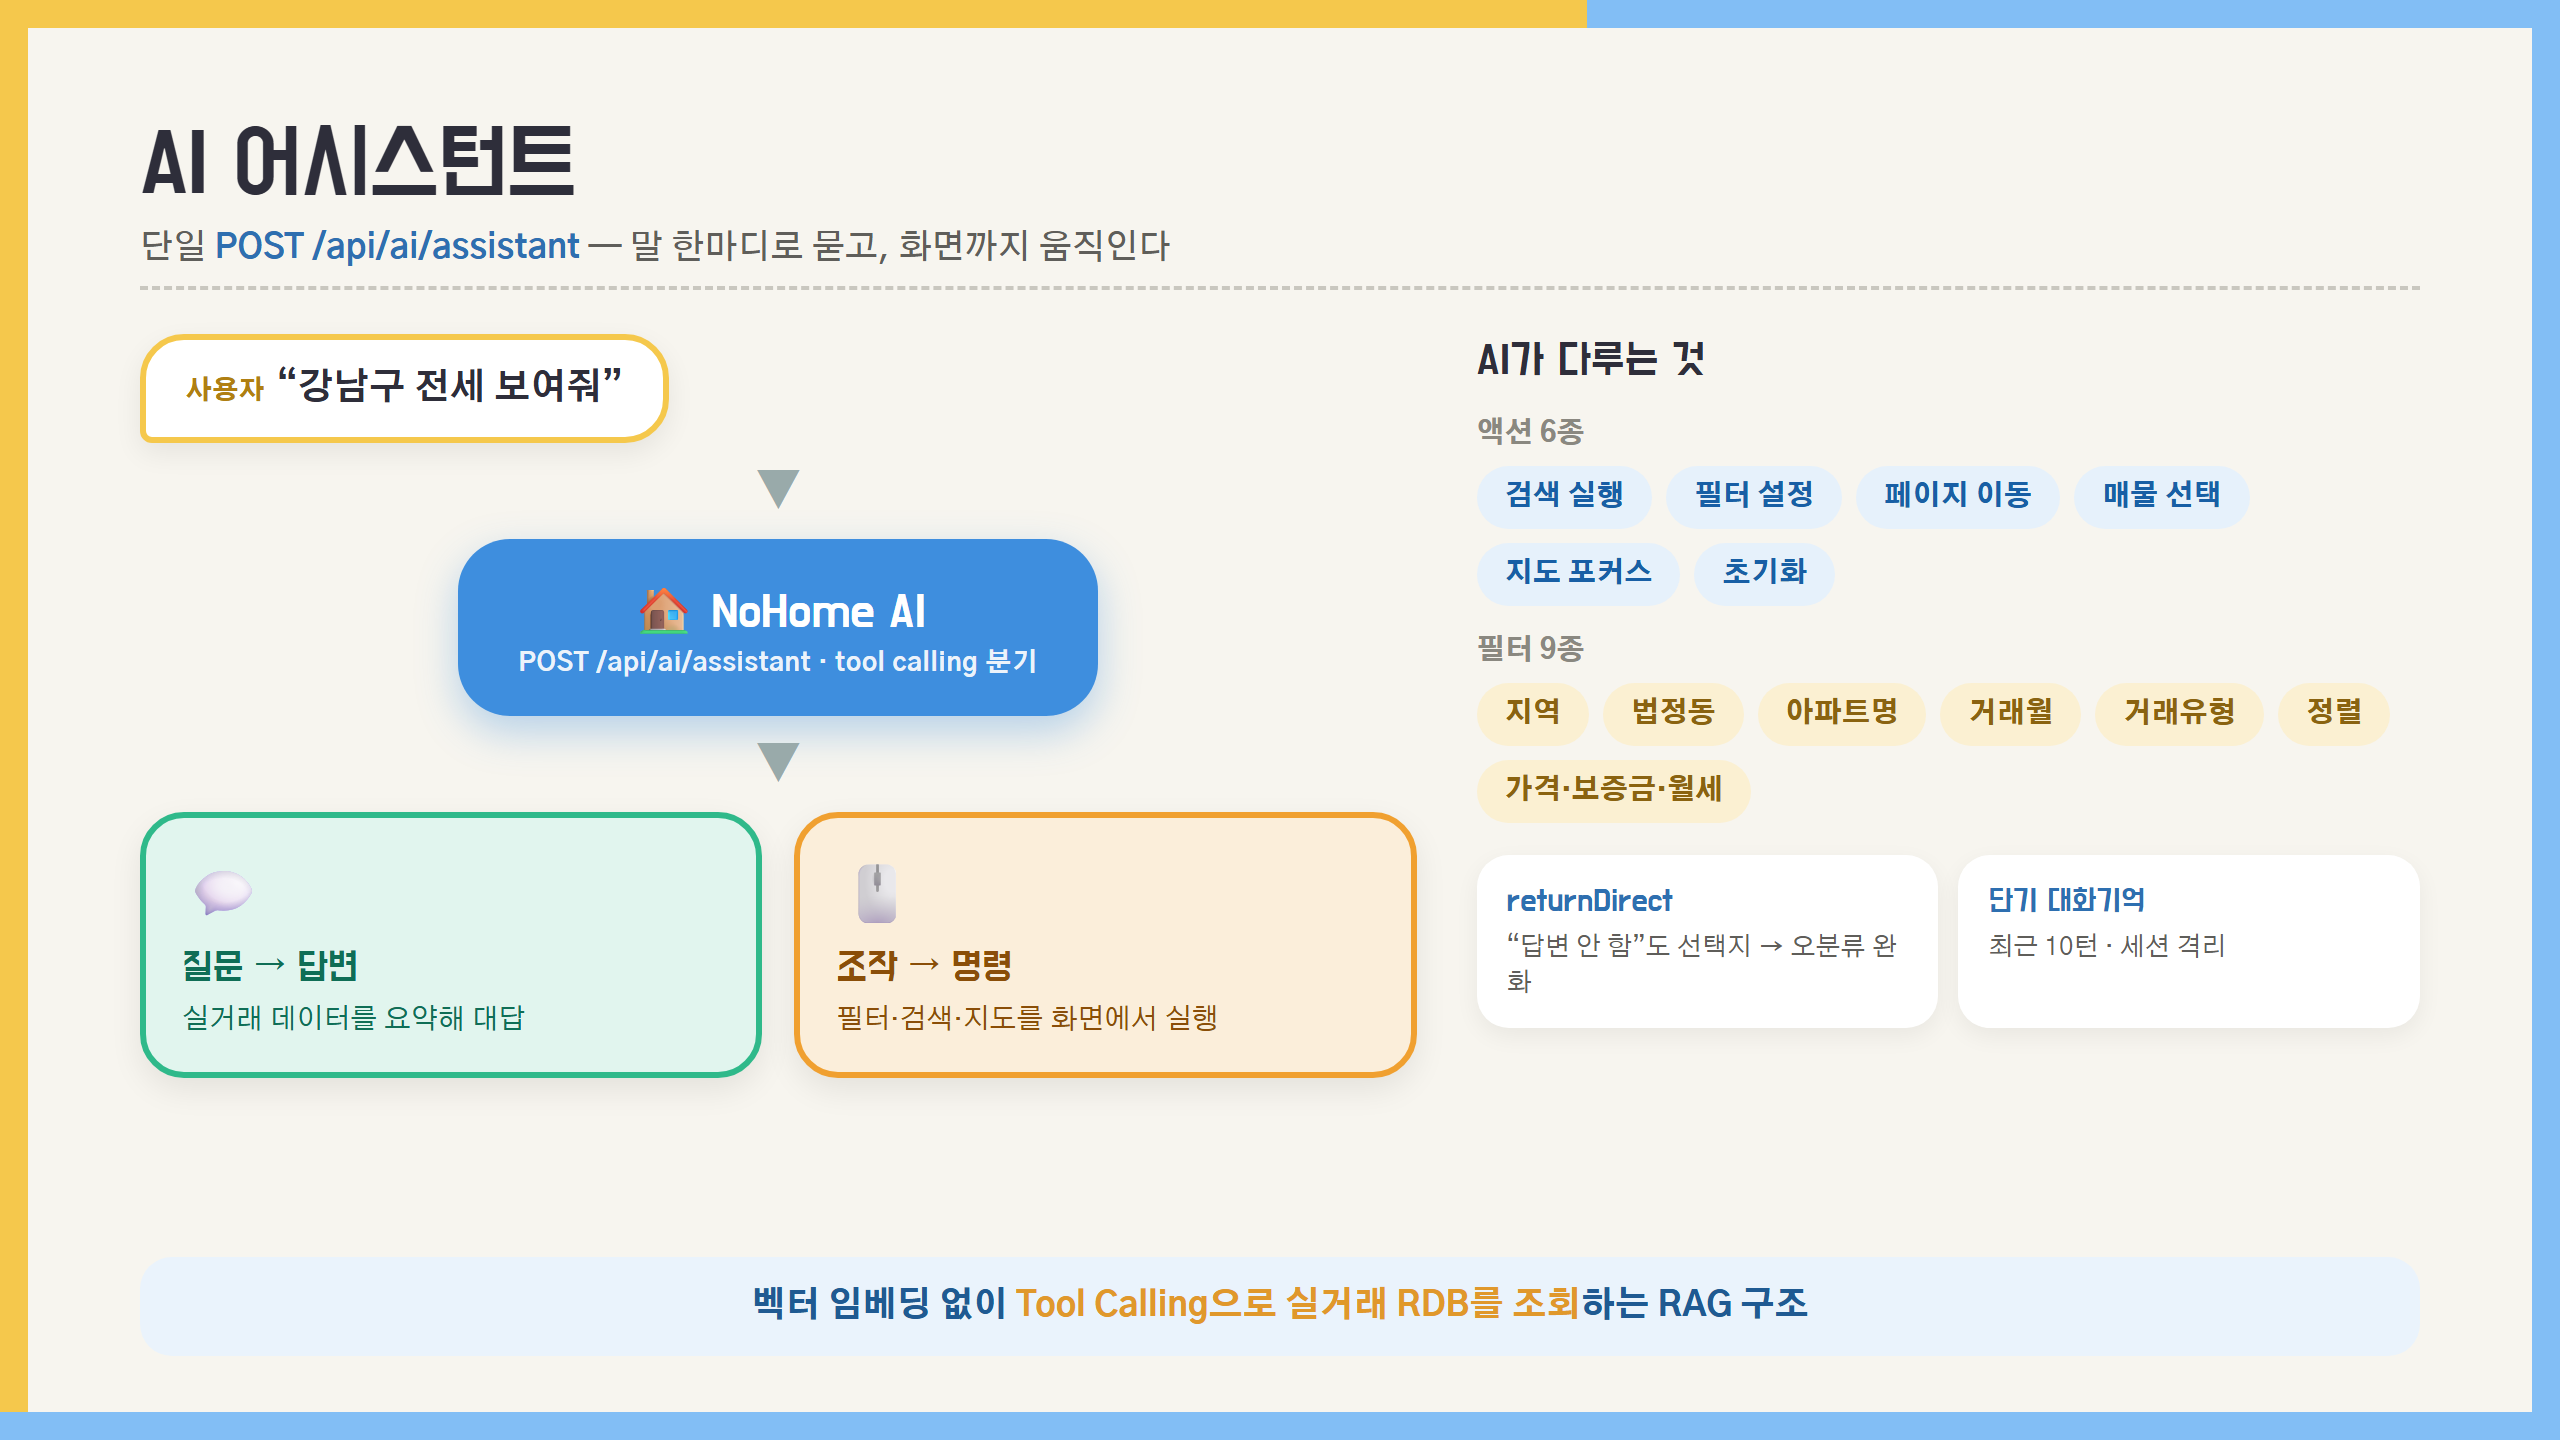 AI 어시스턴트
단일 POST /api/ai/assistant — 말 한마디로 묻고, 화면까지 움직인다
사용자 “강남구 전세 보여줘”
NoHome AI
POST /api/ai/assistant · tool calling 분기
질문 → 답변
실거래 데이터를 요약해 대답
조작 → 명령
필터·검색·지도를 화면에서 실행
AI가 다루는 것
액션 6종
검색 실행 필터 설정 페이지 이동 매물 선택
지도 포커스 초기화
필터 9종
지역 법정동 아파트명 거래월 거래유형 정렬
가격·보증금·월세
returnDirect
“답변 안 함”도 선택지 → 오분류 완
화
단기 대화기억
최근 10턴 · 세션 격리
벡터 임베딩 없이 Tool Calling으로 실거래 RDB를 조회하는 RAG 구조